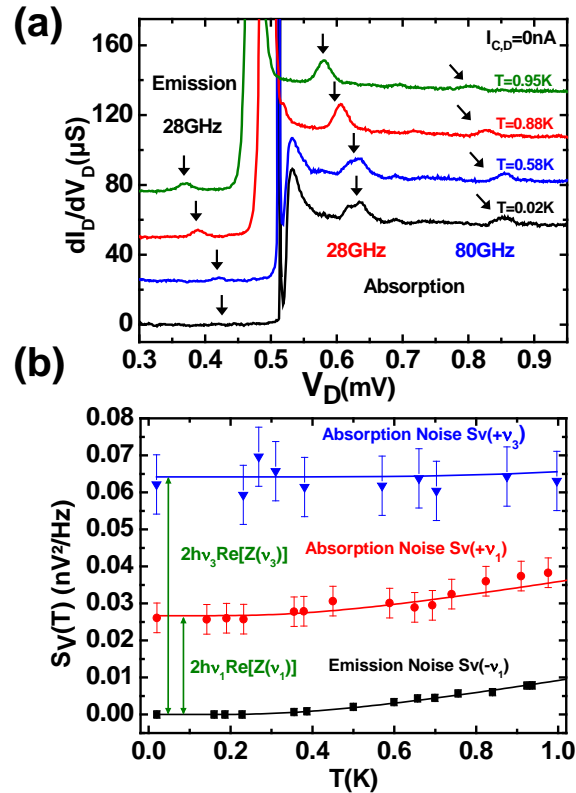 (a)
I_C,D=0nA
160
120
80
40
0
dI_D/dV_D(µS)
Emission
28GHz
T=0.95K
T=0.88K
T=0.58K
T=0.02K
28GHz
80GHz
Absorption
0.3 0.4 0.5 0.6 0.7 0.8 0.9
V_D(mV)
(b)
0.08
0.07
0.06
0.05
0.04
0.03
0.02
0.01
0.00
S_V(T) (nV²/Hz)
Absorption Noise Sv(+ν₃)
2hν₃Re[Z(ν₃)]
Absorption Noise Sv(+ν₁)
2hν₁Re[Z(ν₁)]
Emission Noise Sv(-ν₁)
0.0 0.2 0.4 0.6 0.8 1.0
T(K)